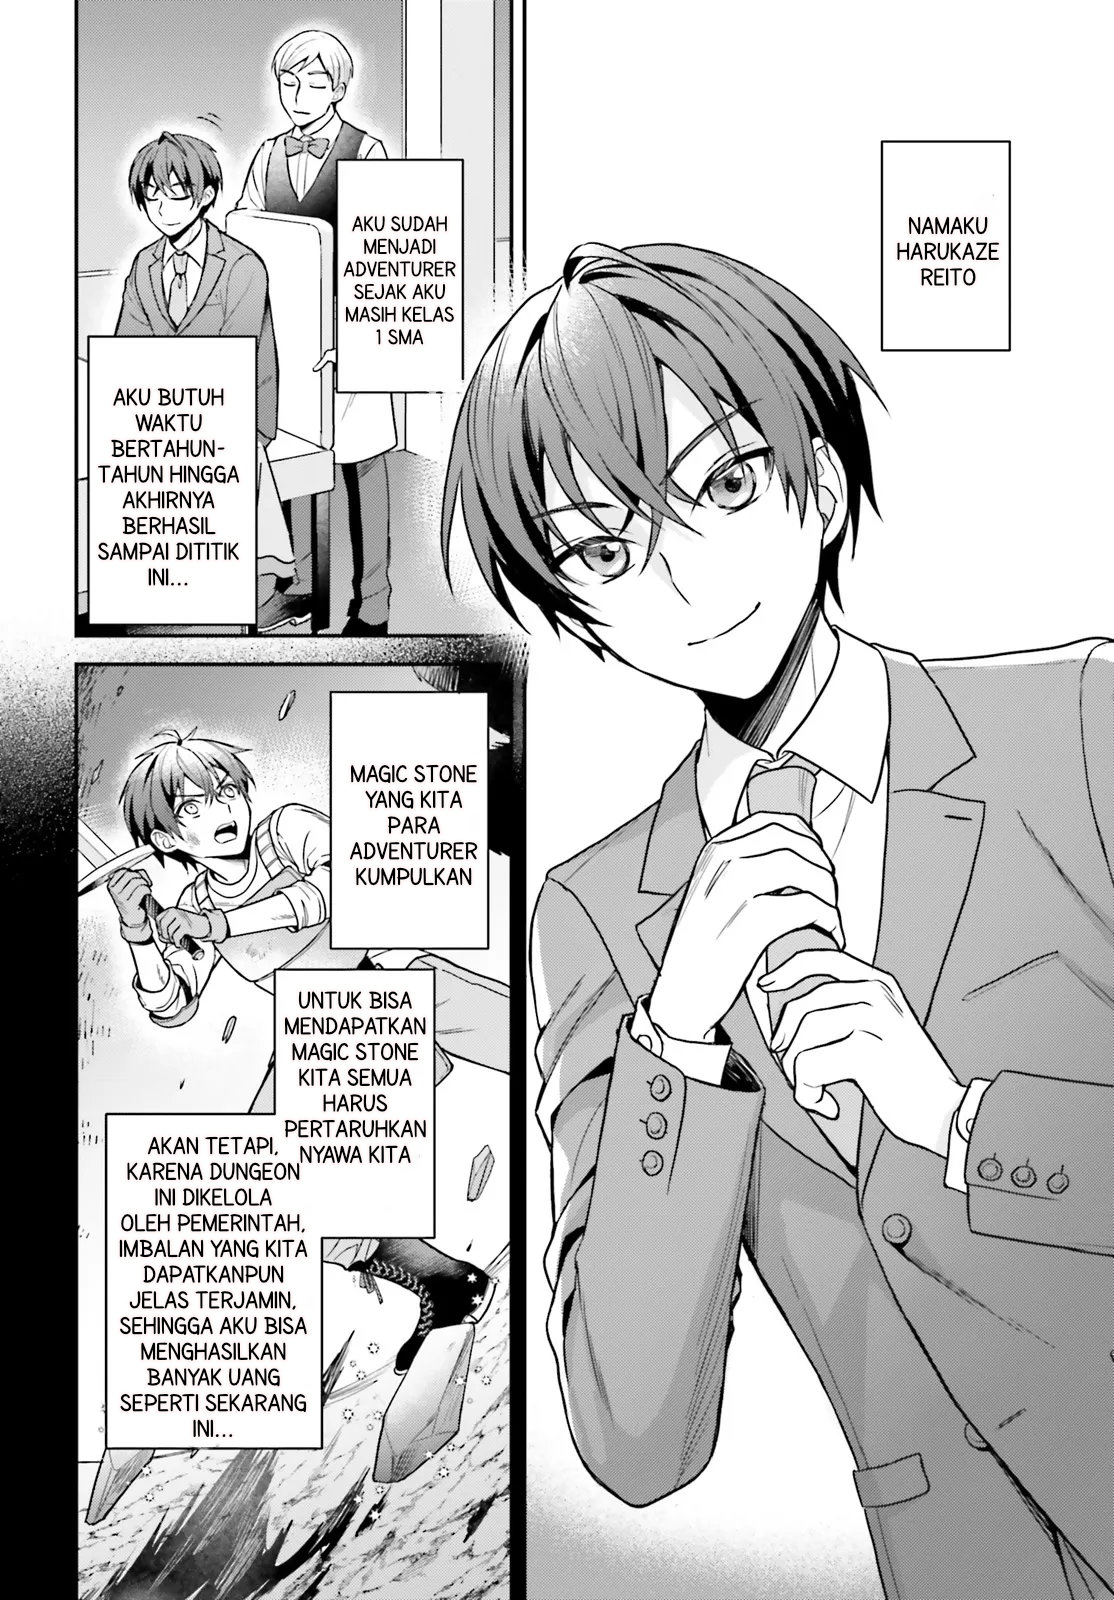 NAMAKU
HARUKAZE
REITO
AKU SUDAH
MENJADI
ADVENTURER
SEJAK AKU
MASIH KELAS
1 SMA
AKU BUTUH
WAKTU
BERTAHUN-
TAHUN HINGGA
AKHIRNYA
BERHASIL
SAMPAI DITITIK
INI...
MAGIC STONE
YANG KITA
PARA
ADVENTURER
KUMPULKAN
UNTUK BISA
MENDAPATKAN
MAGIC STONE
KITA SEMUA
HARUS
PERTARUHKAN
NYAWA KITA
AKAN TETAPI,
KARENA DUNGEON
INI DIKELOLA
OLEH PEMERINTAH,
IMBALAN YANG KITA
DAPATKANPUN
JELAS TERJAMIN,
SEHINGGA AKU BISA
MENGHASILKAN
BANYAK UANG
SEPERTI SEKARANG
INI...